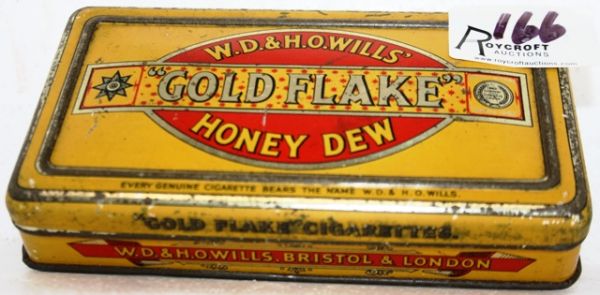 166
ROYCROFT
AUCTIONS
www.roycroftauctions.com
W.D.& H.O.WILLS'
"GOLD FLAKE"
HONEY DEW
EVERY GENUINE CIGARETTE BEARS THE NAME W.D. & H.O.WILLS.
"GOLD FLAKE" CIGARETTES.
W.D.& H.O.WILLS. BRISTOL & LONDON